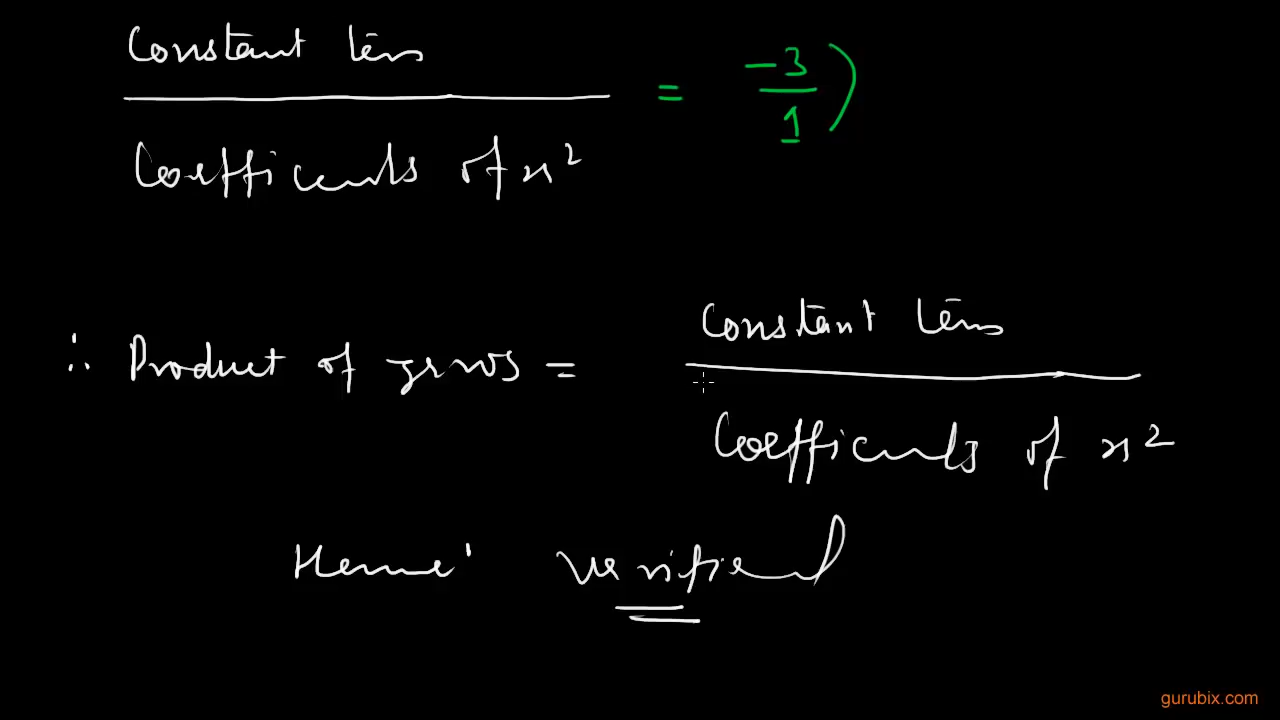 Constant term
Coefficients of x² = -3/1)
∴ Product of zeros = Constant term
Coefficients of x²
Hence verified
gurubix.com